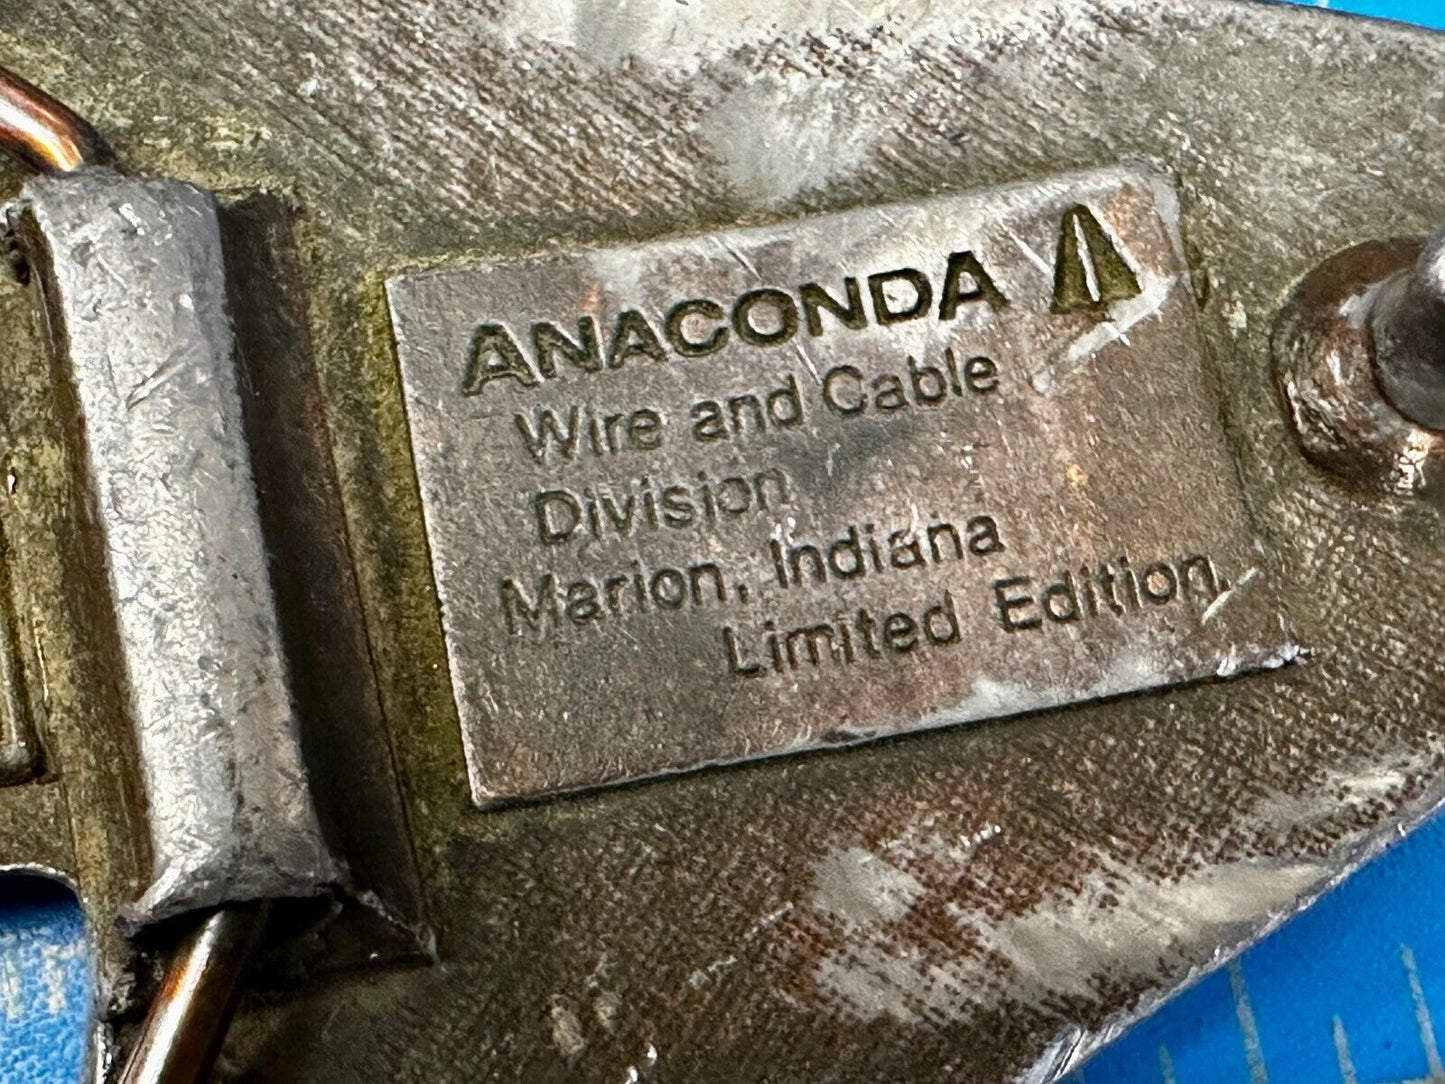 ANACONDA
Wire and Cable
Division
Marion, Indiana
Limited Edition